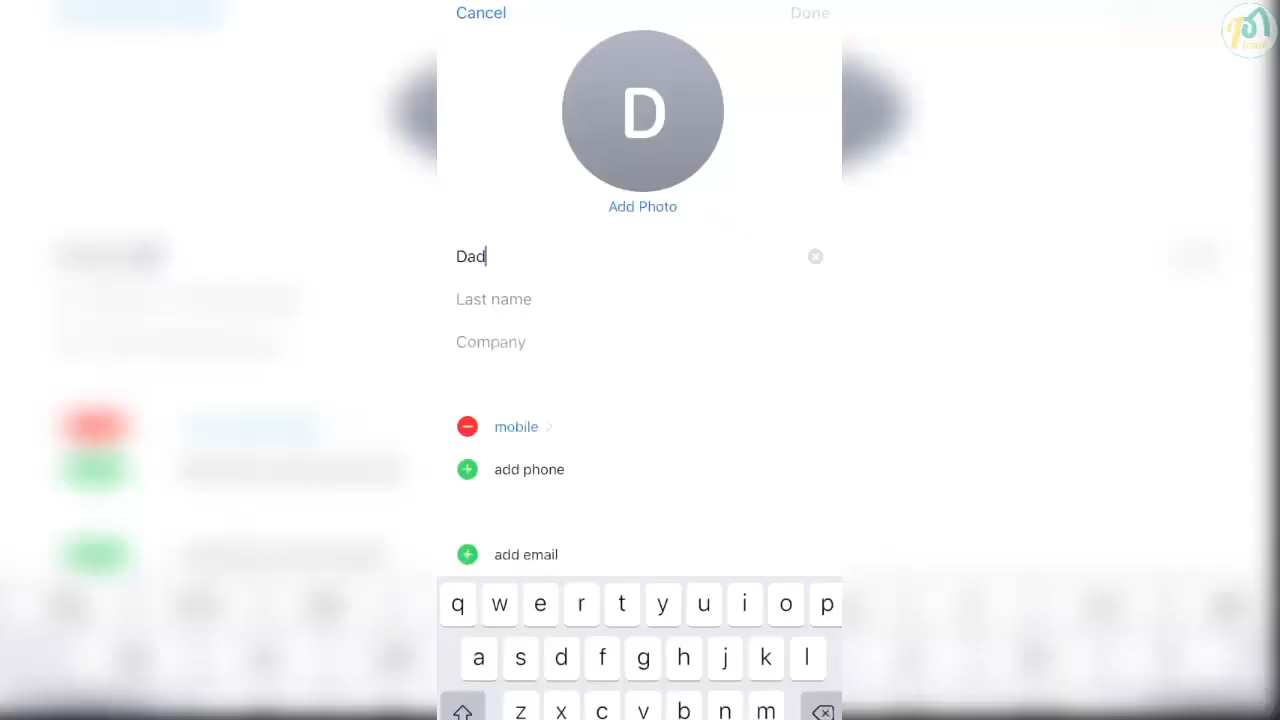 Cancel
Done
D
Add Photo
Dad
Last name
Company
mobile
add phone
add email
q w e r t y u i o p
a s d f g h j k l
z x c v b n m